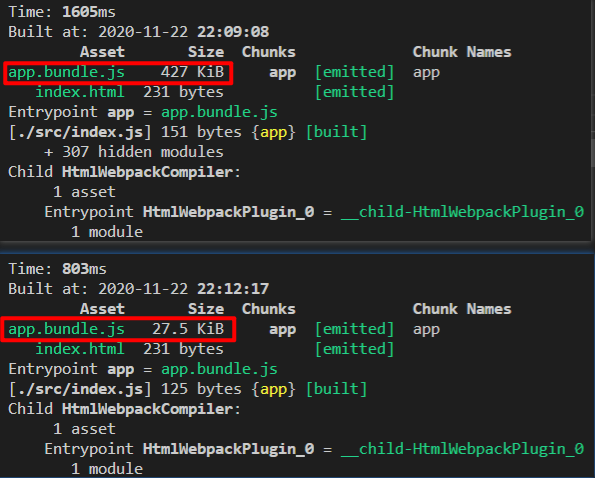 Time: 1605ms
Built at: 2020-11-22 22:09:08
Asset Size Chunks Chunk Names
app.bundle.js 427 KiB app [emitted] app
index.html 231 bytes [emitted]
Entrypoint app = app.bundle.js
[./src/index.js] 151 bytes {app} [built]
+ 307 hidden modules
Child HtmlWebpackCompiler:
1 asset
Entrypoint HtmlWebpackPlugin_0 = __child-HtmlWebpackPlugin_0
1 module
Time: 803ms
Built at: 2020-11-22 22:12:17
Asset Size Chunks Chunk Names
app.bundle.js 27.5 KiB app [emitted] app
index.html 231 bytes [emitted]
Entrypoint app = app.bundle.js
[./src/index.js] 125 bytes {app} [built]
Child HtmlWebpackCompiler:
1 asset
Entrypoint HtmlWebpackPlugin_0 = __child-HtmlWebpackPlugin_0
1 module